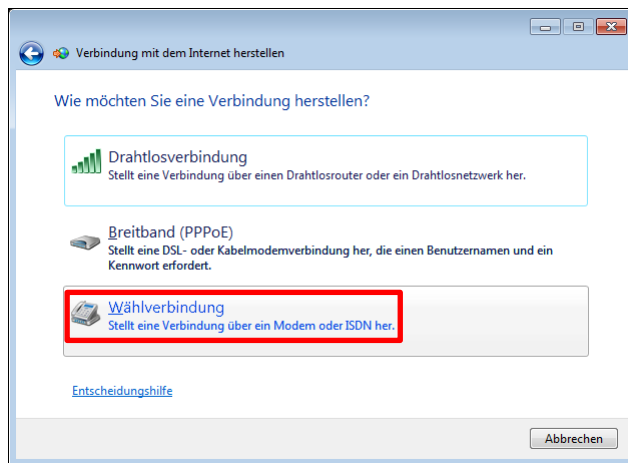 Verbindung mit dem Internet herstellen
Wie möchten Sie eine Verbindung herstellen?
Drahtlosverbindung
Stellt eine Verbindung über einen Drahtlosrouter oder ein Drahtlosnetzwerk her.
Breitband (PPPoE)
Stellt eine DSL- oder Kabelmodemverbindung her, die einen Benutzernamen und ein
Kennwort erfordert.
Wählverbindung
Stellt eine Verbindung über ein Modem oder ISDN her.
Entscheidungshilfe
Abbrechen